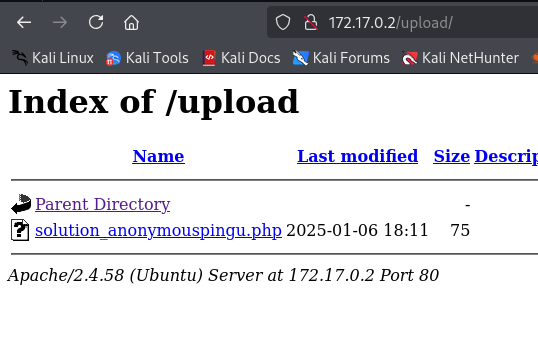 172.17.0.2/upload/
Kali Linux Kali Tools Kali Docs Kali Forums Kali NetHunter
Index of /upload
Name Last modified Size Descrip
Parent Directory -
solution_anonymouspingu.php 2025-01-06 18:11 75
Apache/2.4.58 (Ubuntu) Server at 172.17.0.2 Port 80